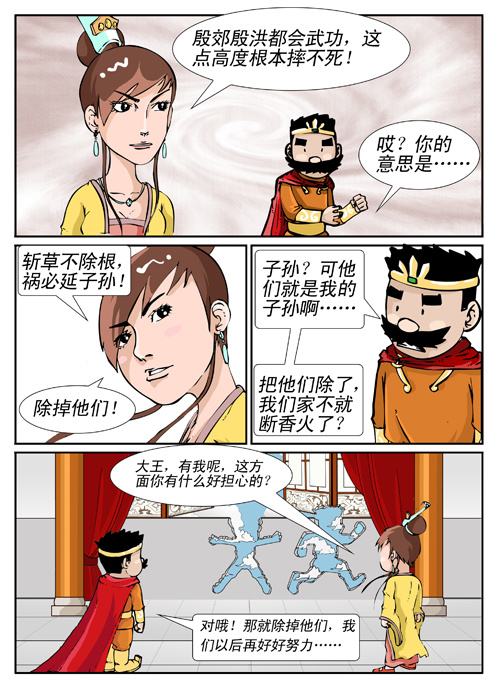 殷郊殷洪都会武功，这
点高度根本摔不死！
哎？你的
意思是……
斩草不除根，
祸必延子孙！
除掉他们！
子孙？可他
们就是我的
子孙啊……
把他们除了，
我们家不就
断香火了？
大王，有我呢，这方
面你有什么好担心的？
对哦！那就除掉他们，我
们以后再好好努力……